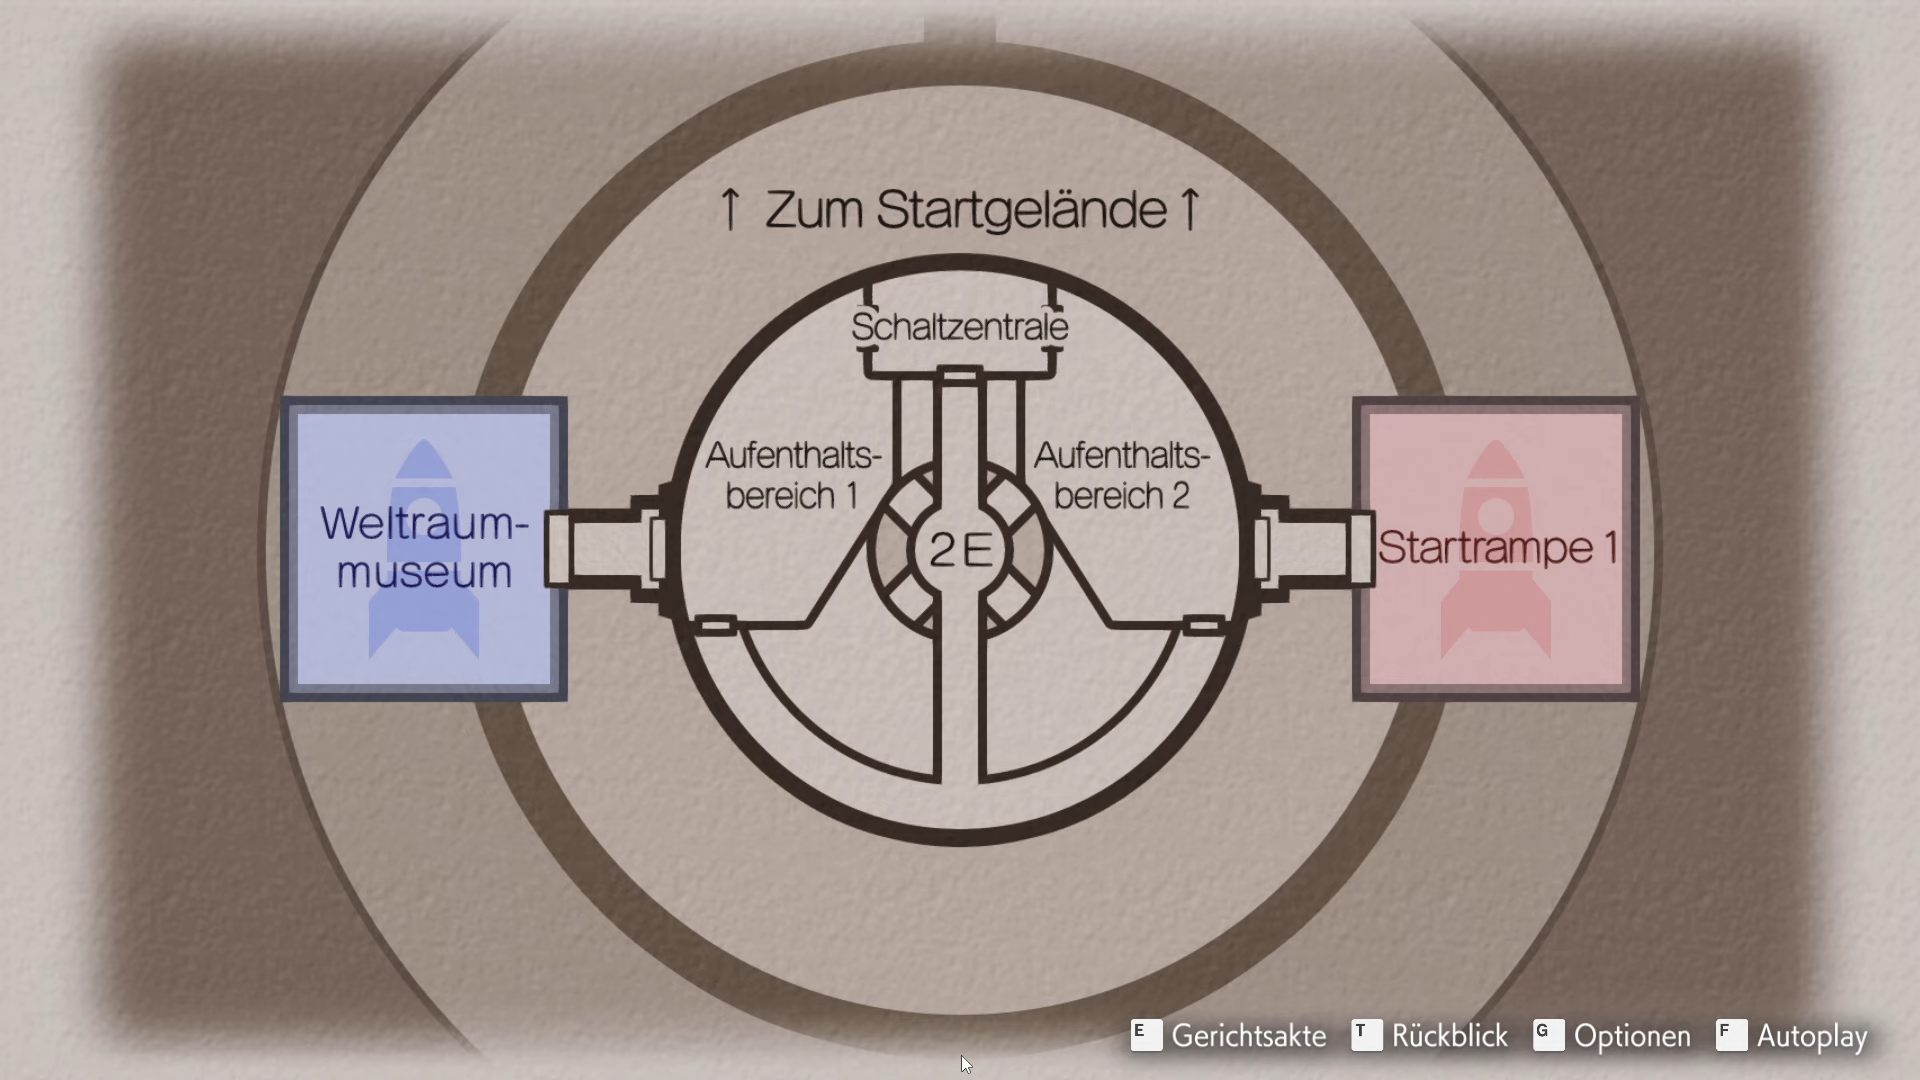 ↑ Zum Startgelände ↑
Schaltzentrale
Aufenthalts-
bereich 1
Aufenthalts-
bereich 2
Weltraum-
museum
2E
Startrampe 1
E Gerichtsakte T Rückblick G Optionen F Autoplay